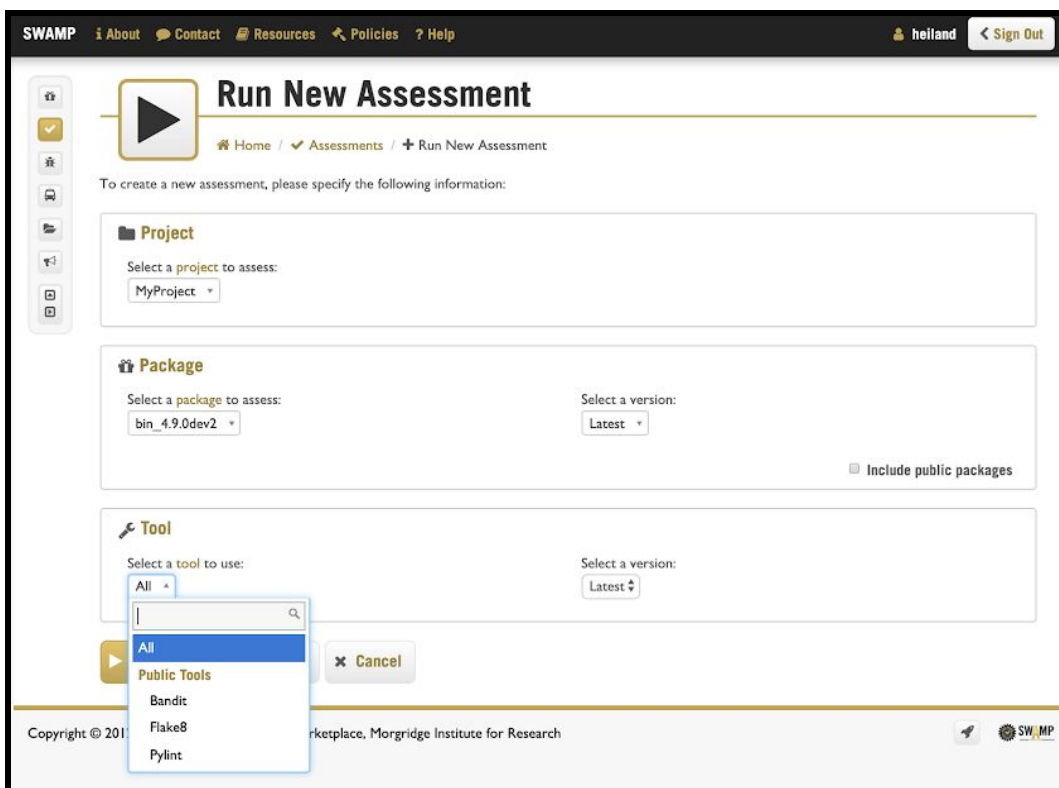 SWAMP About Contact Resources Policies ? Help heiland Sign Out
Run New Assessment
Home / Assessments / Run New Assessment
To create a new assessment, please specify the following information:
Project
Select a project to assess:
MyProject
Package
Select a package to assess: Select a version:
bin_4.9.0dev2 Latest
Include public packages
Tool
Select a tool to use: Select a version:
All Latest
All
Public Tools
Bandit
Flake8
Pylint
Cancel
Copyright © , Morgridge Institute for Research SWAMP